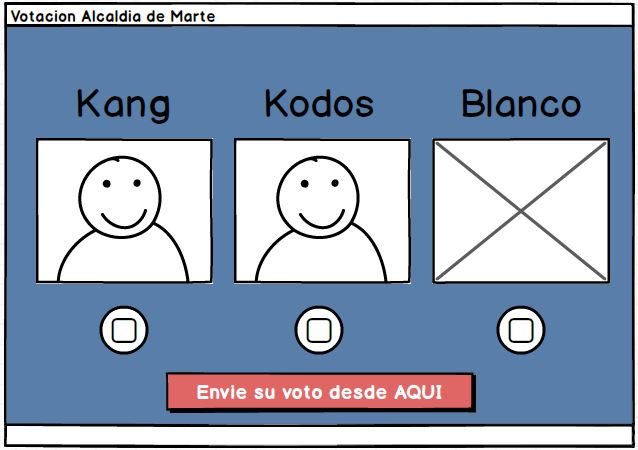 Votacion Alcaldia de Marte
Kang Kodos Blanco
Envie su voto desde AQUI